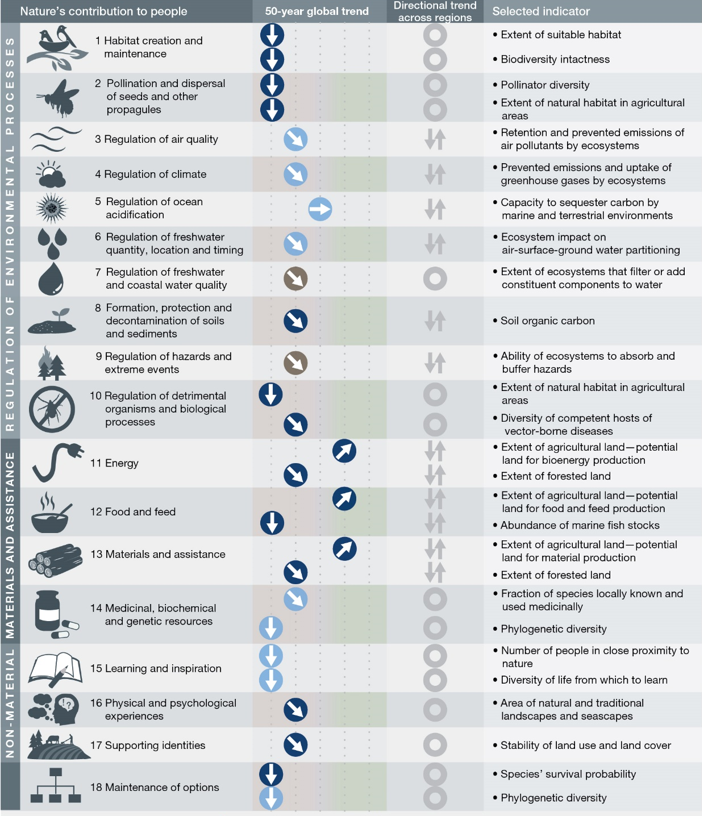 Nature's contribution to people
50-year global trend
Directional trend
across regions
Selected indicator
REGULATION OF ENVIRONMENTAL PROCESSES
1 Habitat creation and
maintenance
• Extent of suitable habitat
• Biodiversity intactness
2 Pollination and dispersal
of seeds and other
propagules
• Pollinator diversity
• Extent of natural habitat in agricultural
areas
3 Regulation of air quality
• Retention and prevented emissions of
air pollutants by ecosystems
4 Regulation of climate
• Prevented emissions and uptake of
greenhouse gases by ecosystems
5 Regulation of ocean
acidification
• Capacity to sequester carbon by
marine and terrestrial environments
6 Regulation of freshwater
quantity, location and timing
• Ecosystem impact on
air-surface-ground water partitioning
7 Regulation of freshwater
and coastal water quality
• Extent of ecosystems that filter or add
constituent components to water
8 Formation, protection and
decontamination of soils
and sediments
• Soil organic carbon
9 Regulation of hazards and
extreme events
• Ability of ecosystems to absorb and
buffer hazards
10 Regulation of detrimental
organisms and biological
processes
• Extent of natural habitat in agricultural
areas
• Diversity of competent hosts of
vector-borne diseases
MATERIALS AND ASSISTANCE
11 Energy
• Extent of agricultural land—potential
land for bioenergy production
• Extent of forested land
12 Food and feed
• Extent of agricultural land—potential
land for food and feed production
• Abundance of marine fish stocks
13 Materials and assistance
• Extent of agricultural land—potential
land for material production
• Extent of forested land
14 Medicinal, biochemical
and genetic resources
• Fraction of species locally known and
used medicinally
• Phylogenetic diversity
NON-MATERIAL
15 Learning and inspiration
• Number of people in close proximity to
nature
• Diversity of life from which to learn
16 Physical and psychological
experiences
• Area of natural and traditional
landscapes and seascapes
17 Supporting identities
• Stability of land use and land cover
18 Maintenance of options
• Species' survival probability
• Phylogenetic diversity